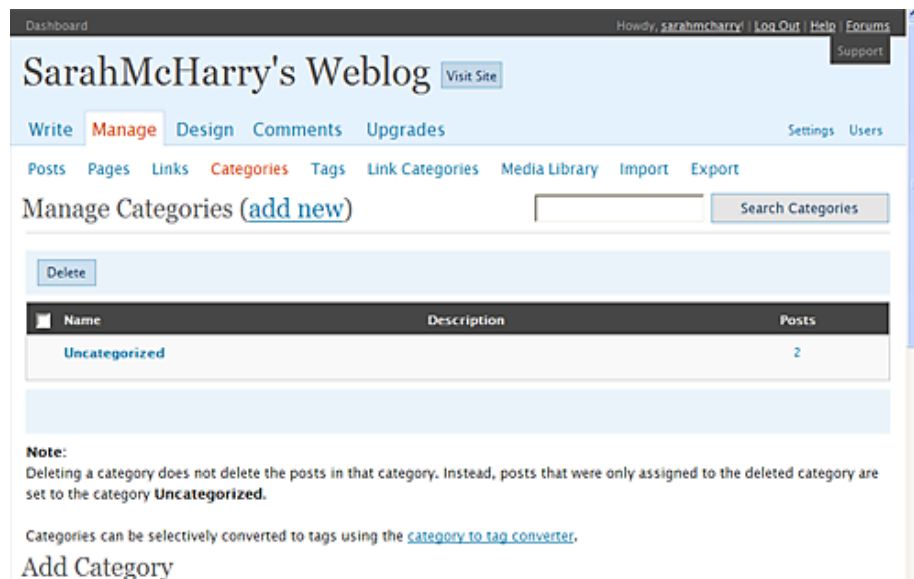 Dashboard Howdy, sarahmcharry! | Log Out | Help | Forums
Support
SarahMcHarry's Weblog Visit Site
Write Manage Design Comments Upgrades Settings Users
Posts Pages Links Categories Tags Link Categories Media Library Import Export
Manage Categories (add new) Search Categories
Delete
Name Description Posts
Uncategorized 2
Note:
Deleting a category does not delete the posts in that category. Instead, posts that were only assigned to the deleted category are
set to the category Uncategorized.
Categories can be selectively converted to tags using the category to tag converter.
Add Category